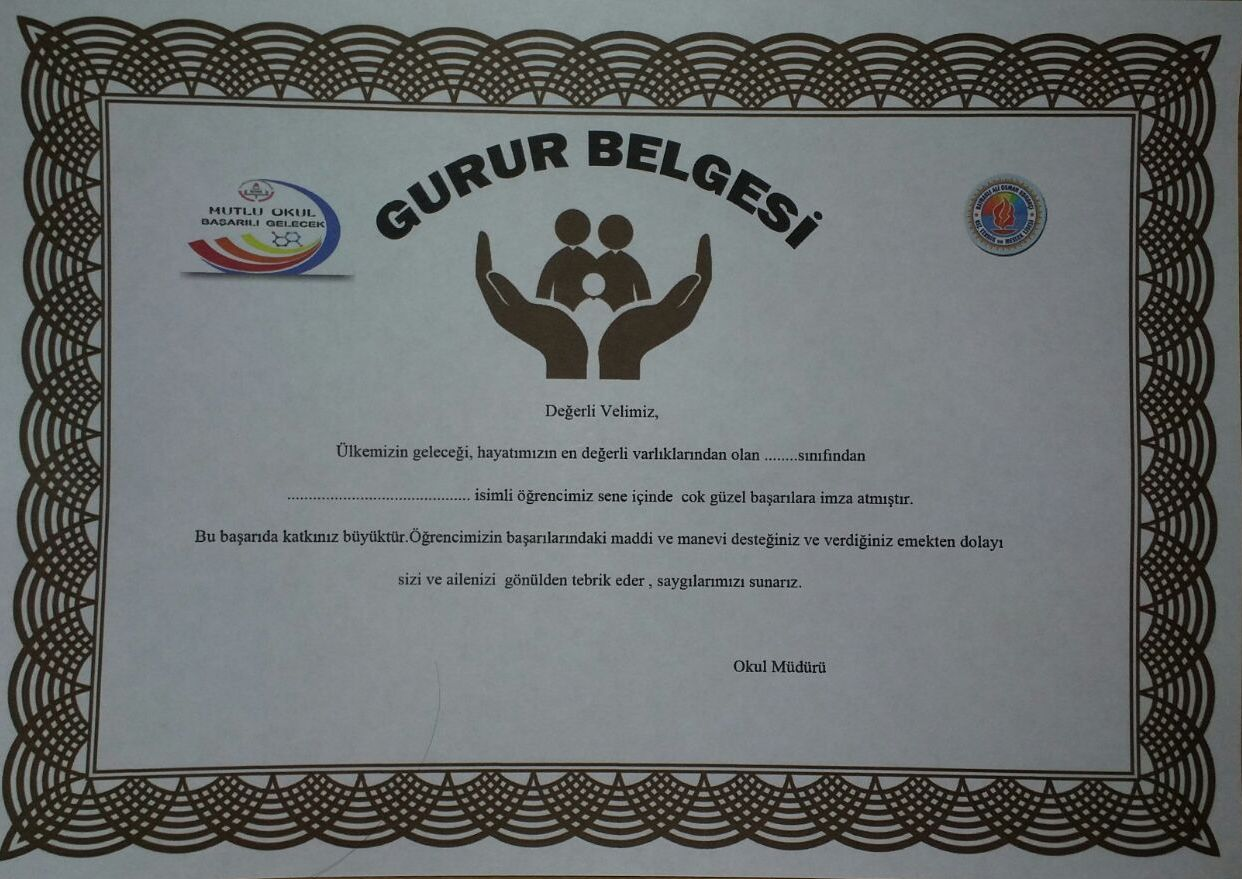 GURUR BELGESİ
MUTLU OKUL
BAŞARILI GELECEK
Değerli Velimiz,
Ülkemizin geleceği, hayatımızın en değerli varlıklarından olan ........sınıfından
........................................... isimli öğrencimiz sene içinde cok güzel başarılara imza atmıştır.
Bu başarıda katkınız büyüktür.Öğrencimizin başarılarındaki maddi ve manevi desteğiniz ve verdiğiniz emekten dolayı
sizi ve ailenizi gönülden tebrik eder , saygılarımızı sunarız.
Okul Müdürü